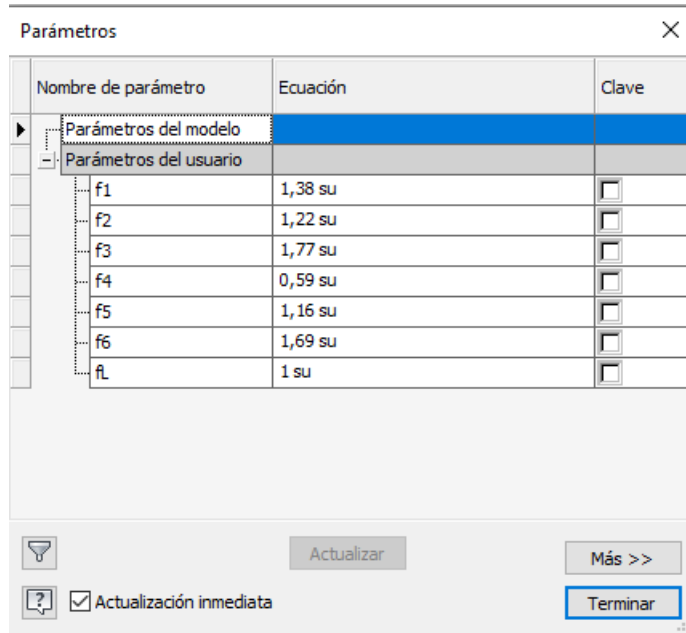 Parámetros
Nombre de parámetro Ecuación Clave
Parámetros del modelo
Parámetros del usuario
f1 1,38 su
f2 1,22 su
f3 1,77 su
f4 0,59 su
f5 1,16 su
f6 1,69 su
fL 1 su
Actualizar Más >>
Actualización inmediata Terminar